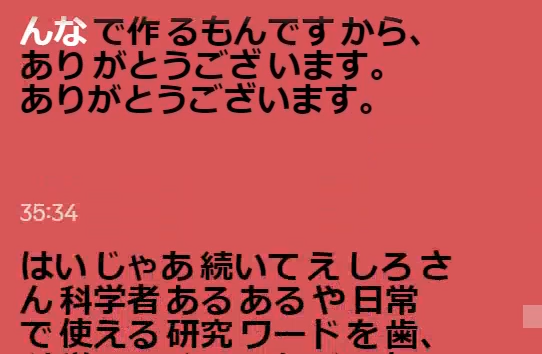 んなで作るもんですから、
ありがとうございます。
ありがとうございます。
35:34
はいじゃあ続いてえしろさ
ん科学者あるあるや日常
で使える研究ワードを歯、